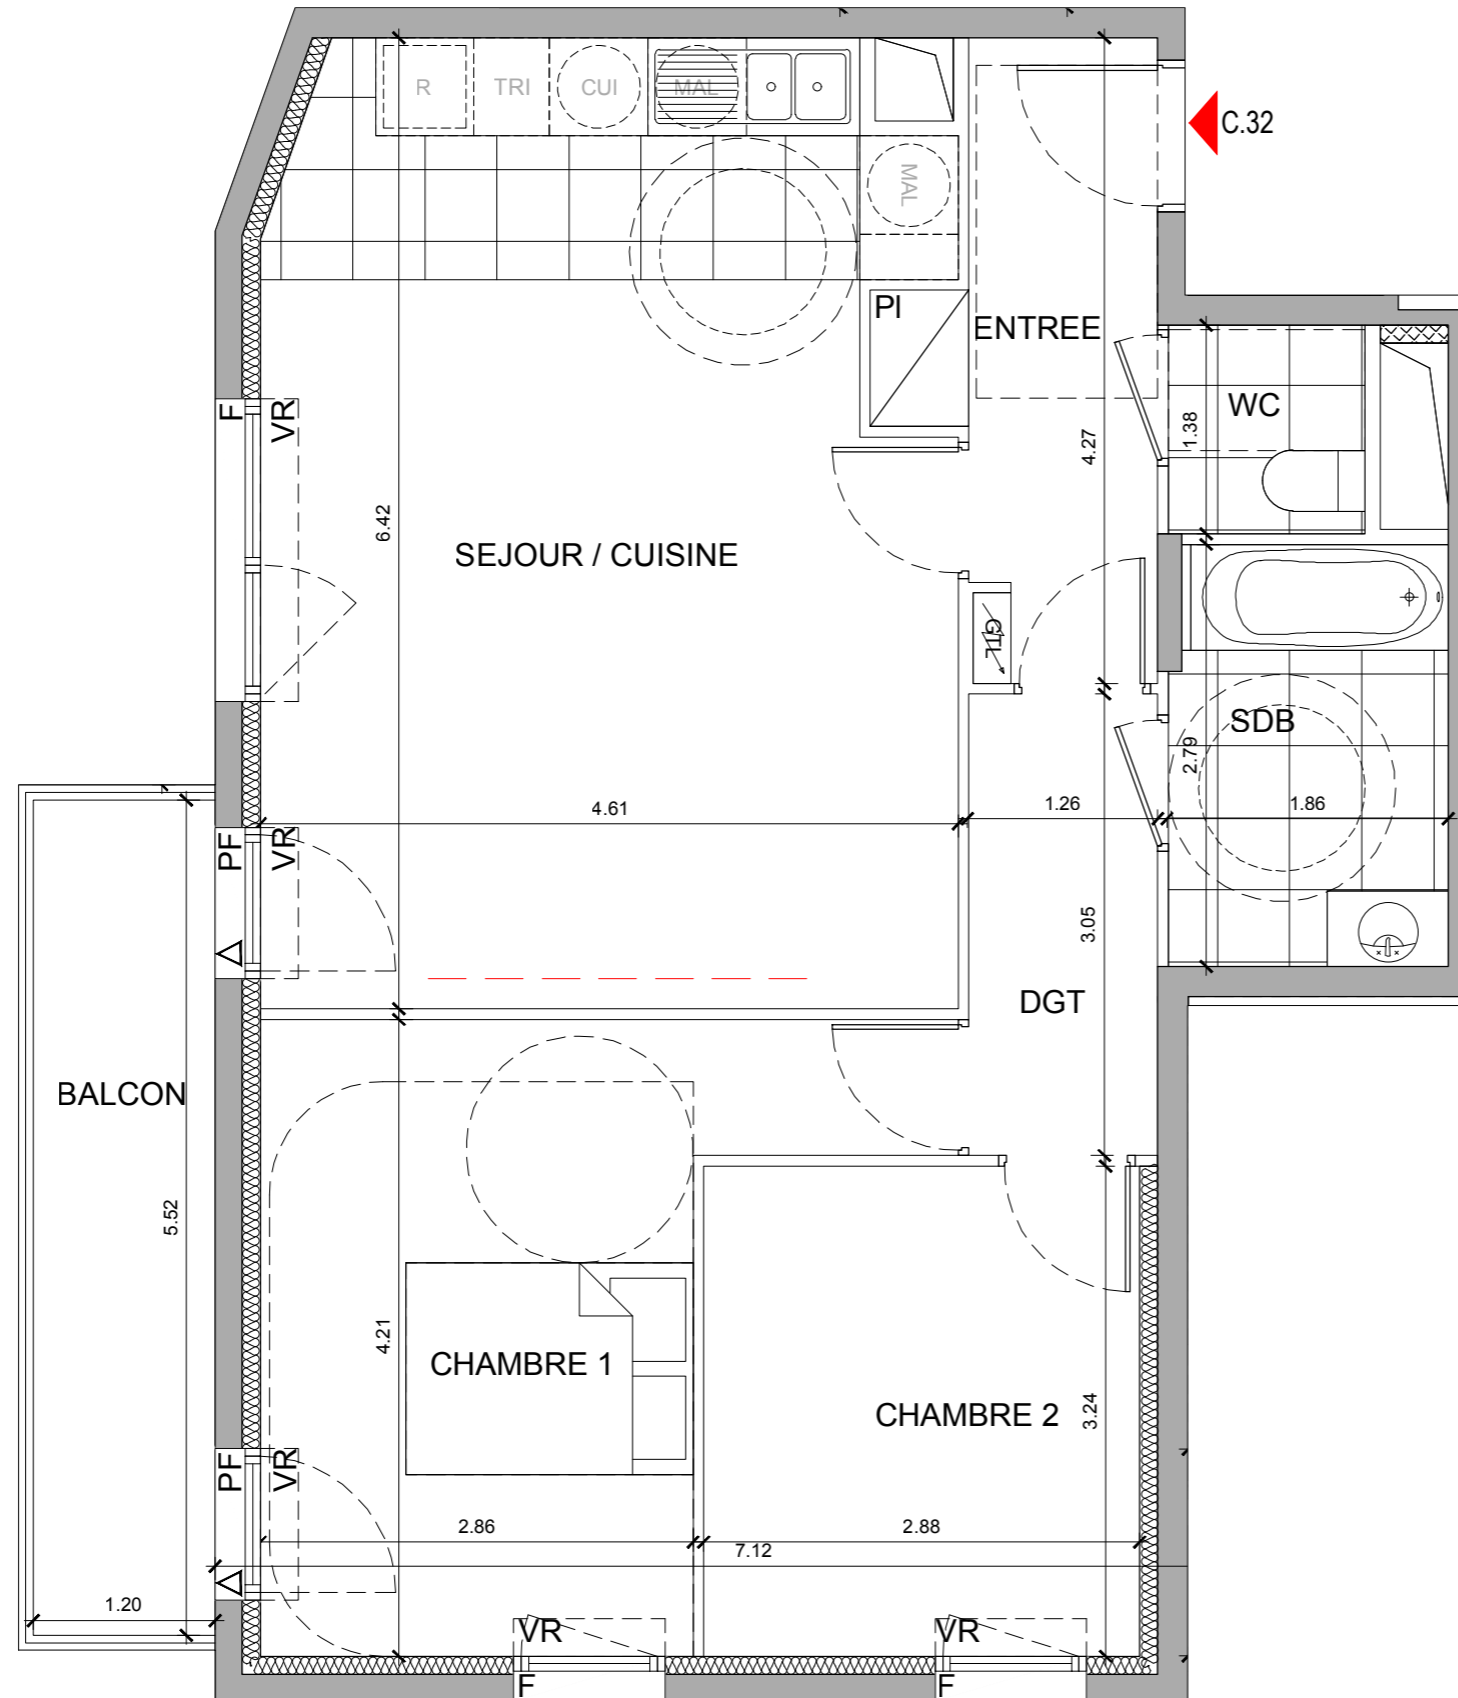 R
TRI
CUI
MAL
C.32
MAL
PI
ENTREE
F
VR
WC
1.38
4.27
6.42
SEJOUR / CUISINE
GTL
SDB
2.79
4.61
1.26
1.86
PF
VR
3.05
DGT
BALCON
5.52
4.21
CHAMBRE 1
CHAMBRE 2
3.24
PF
VR
2.86
2.88
7.12
1.20
VR
VR
F
F